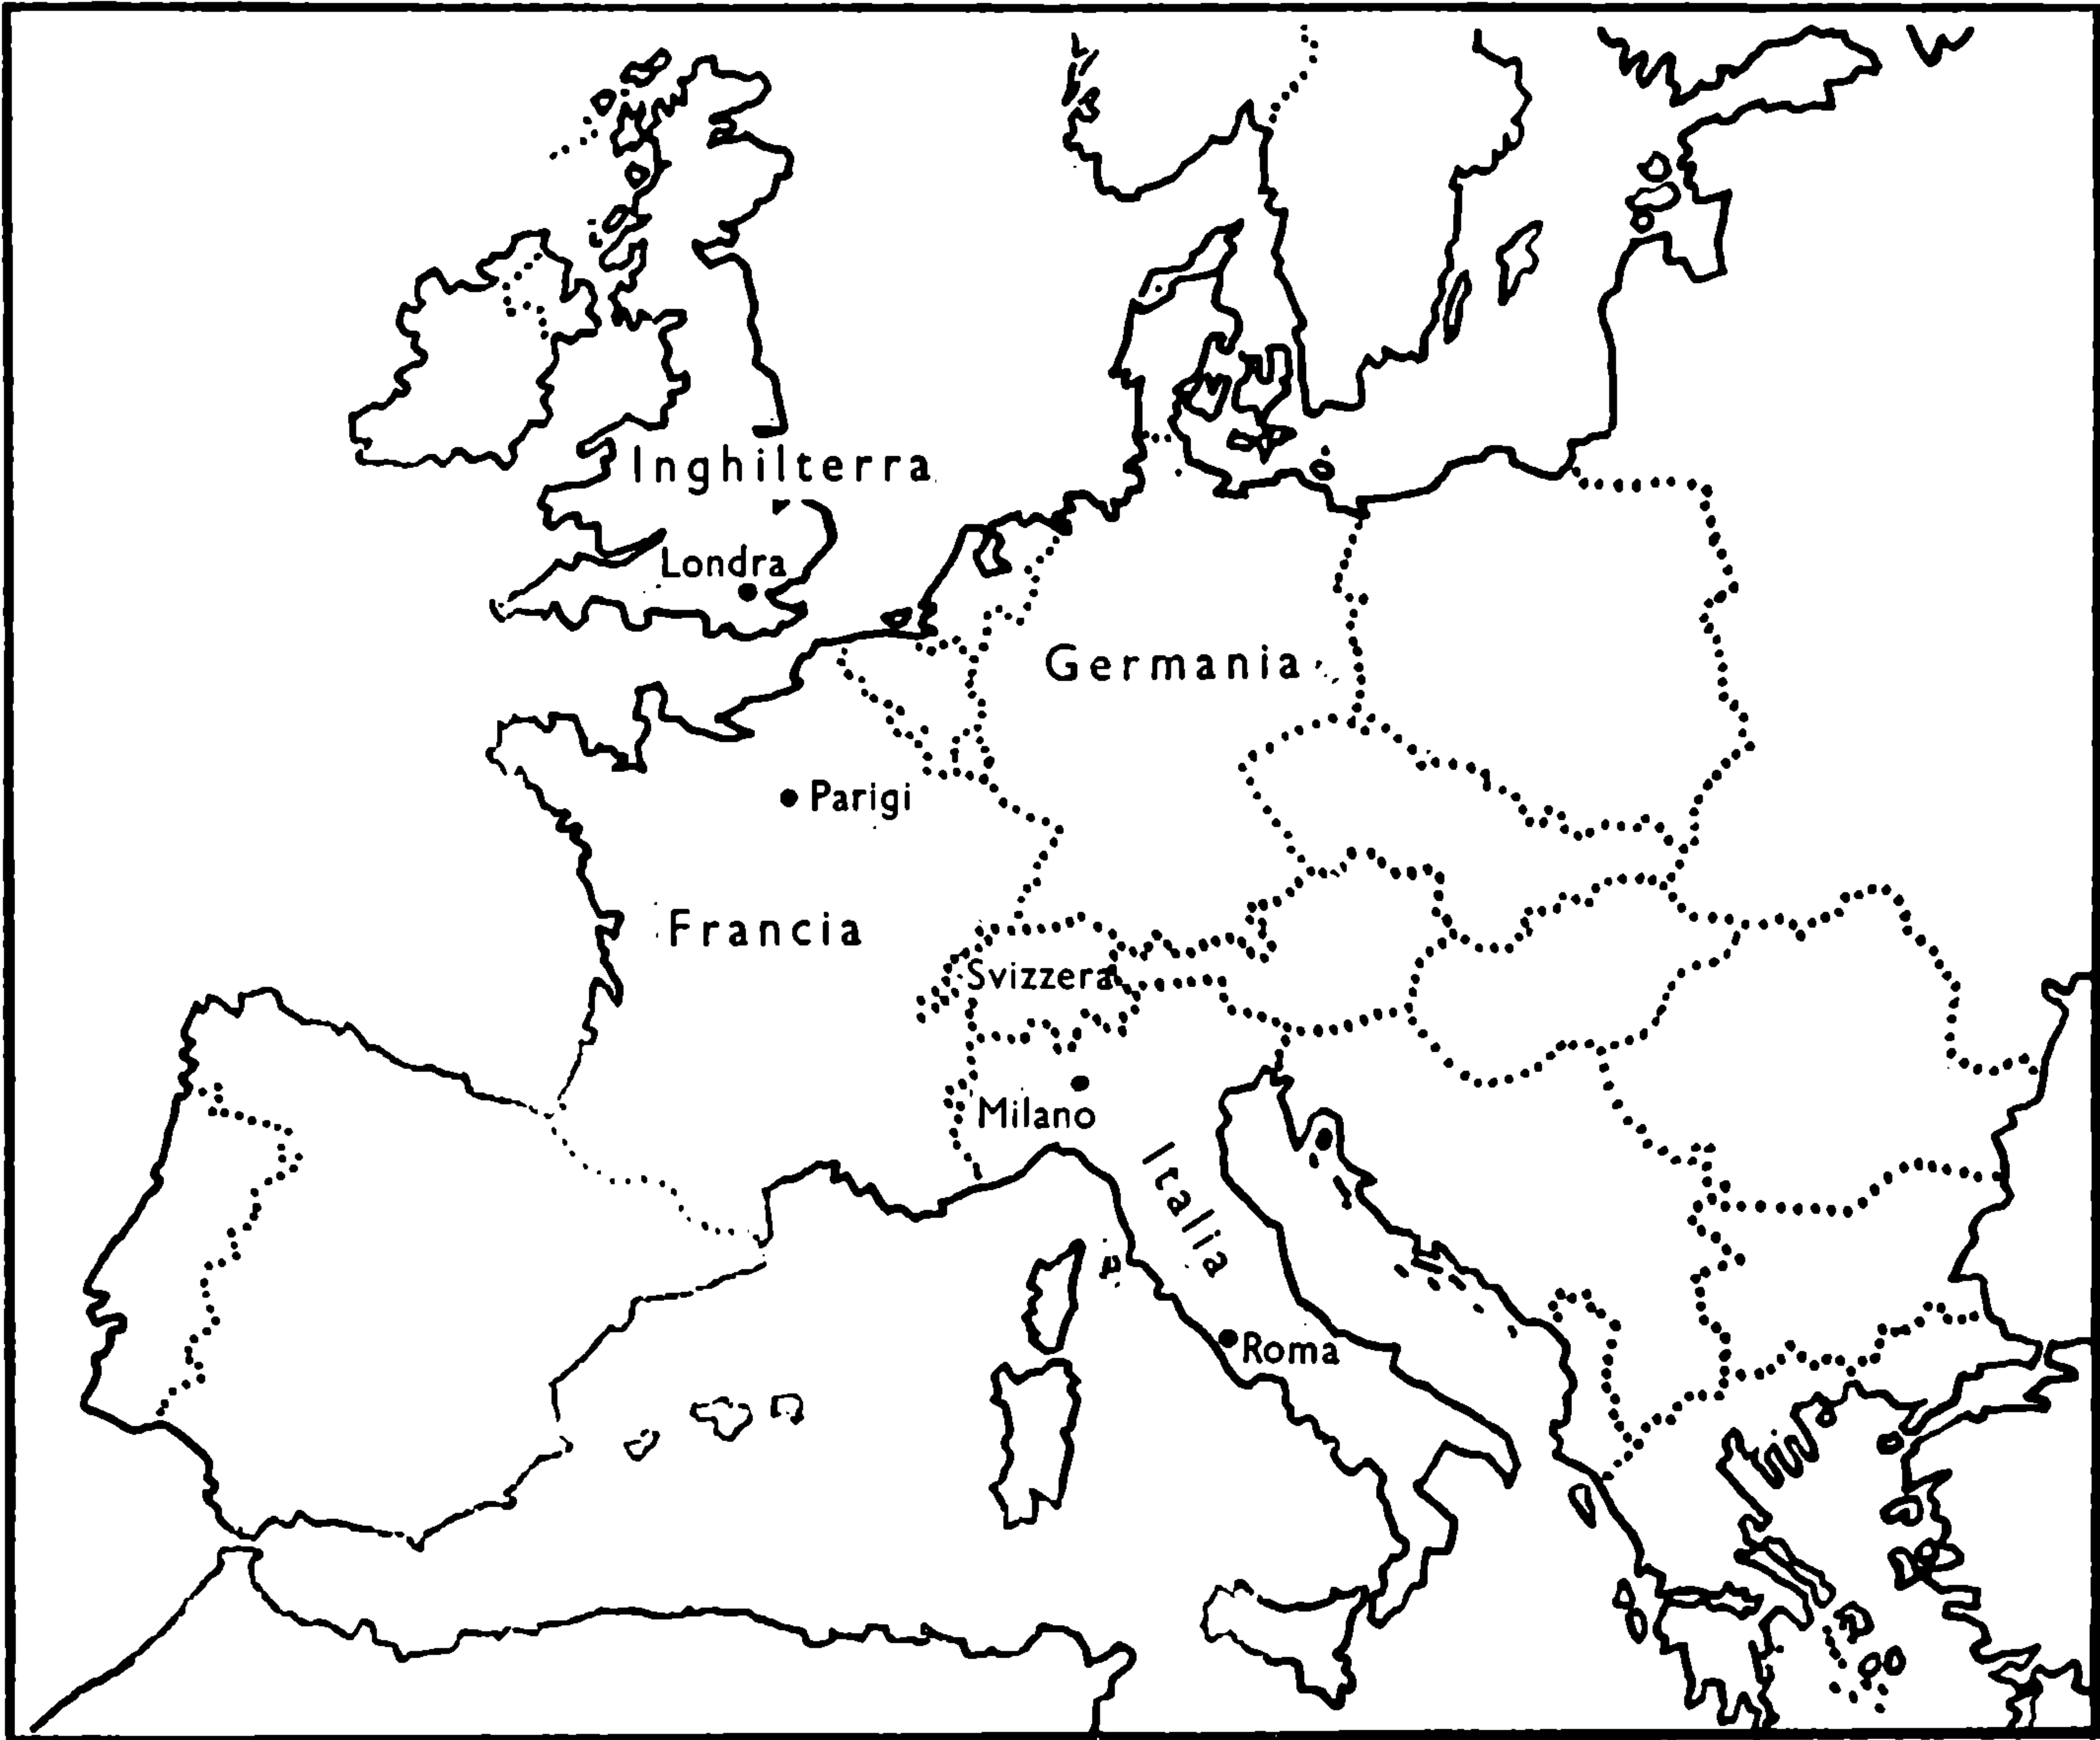 Inghilterra
Londra
Germania
Parigi
Francia
Svizzera
Milano
Italia
Roma